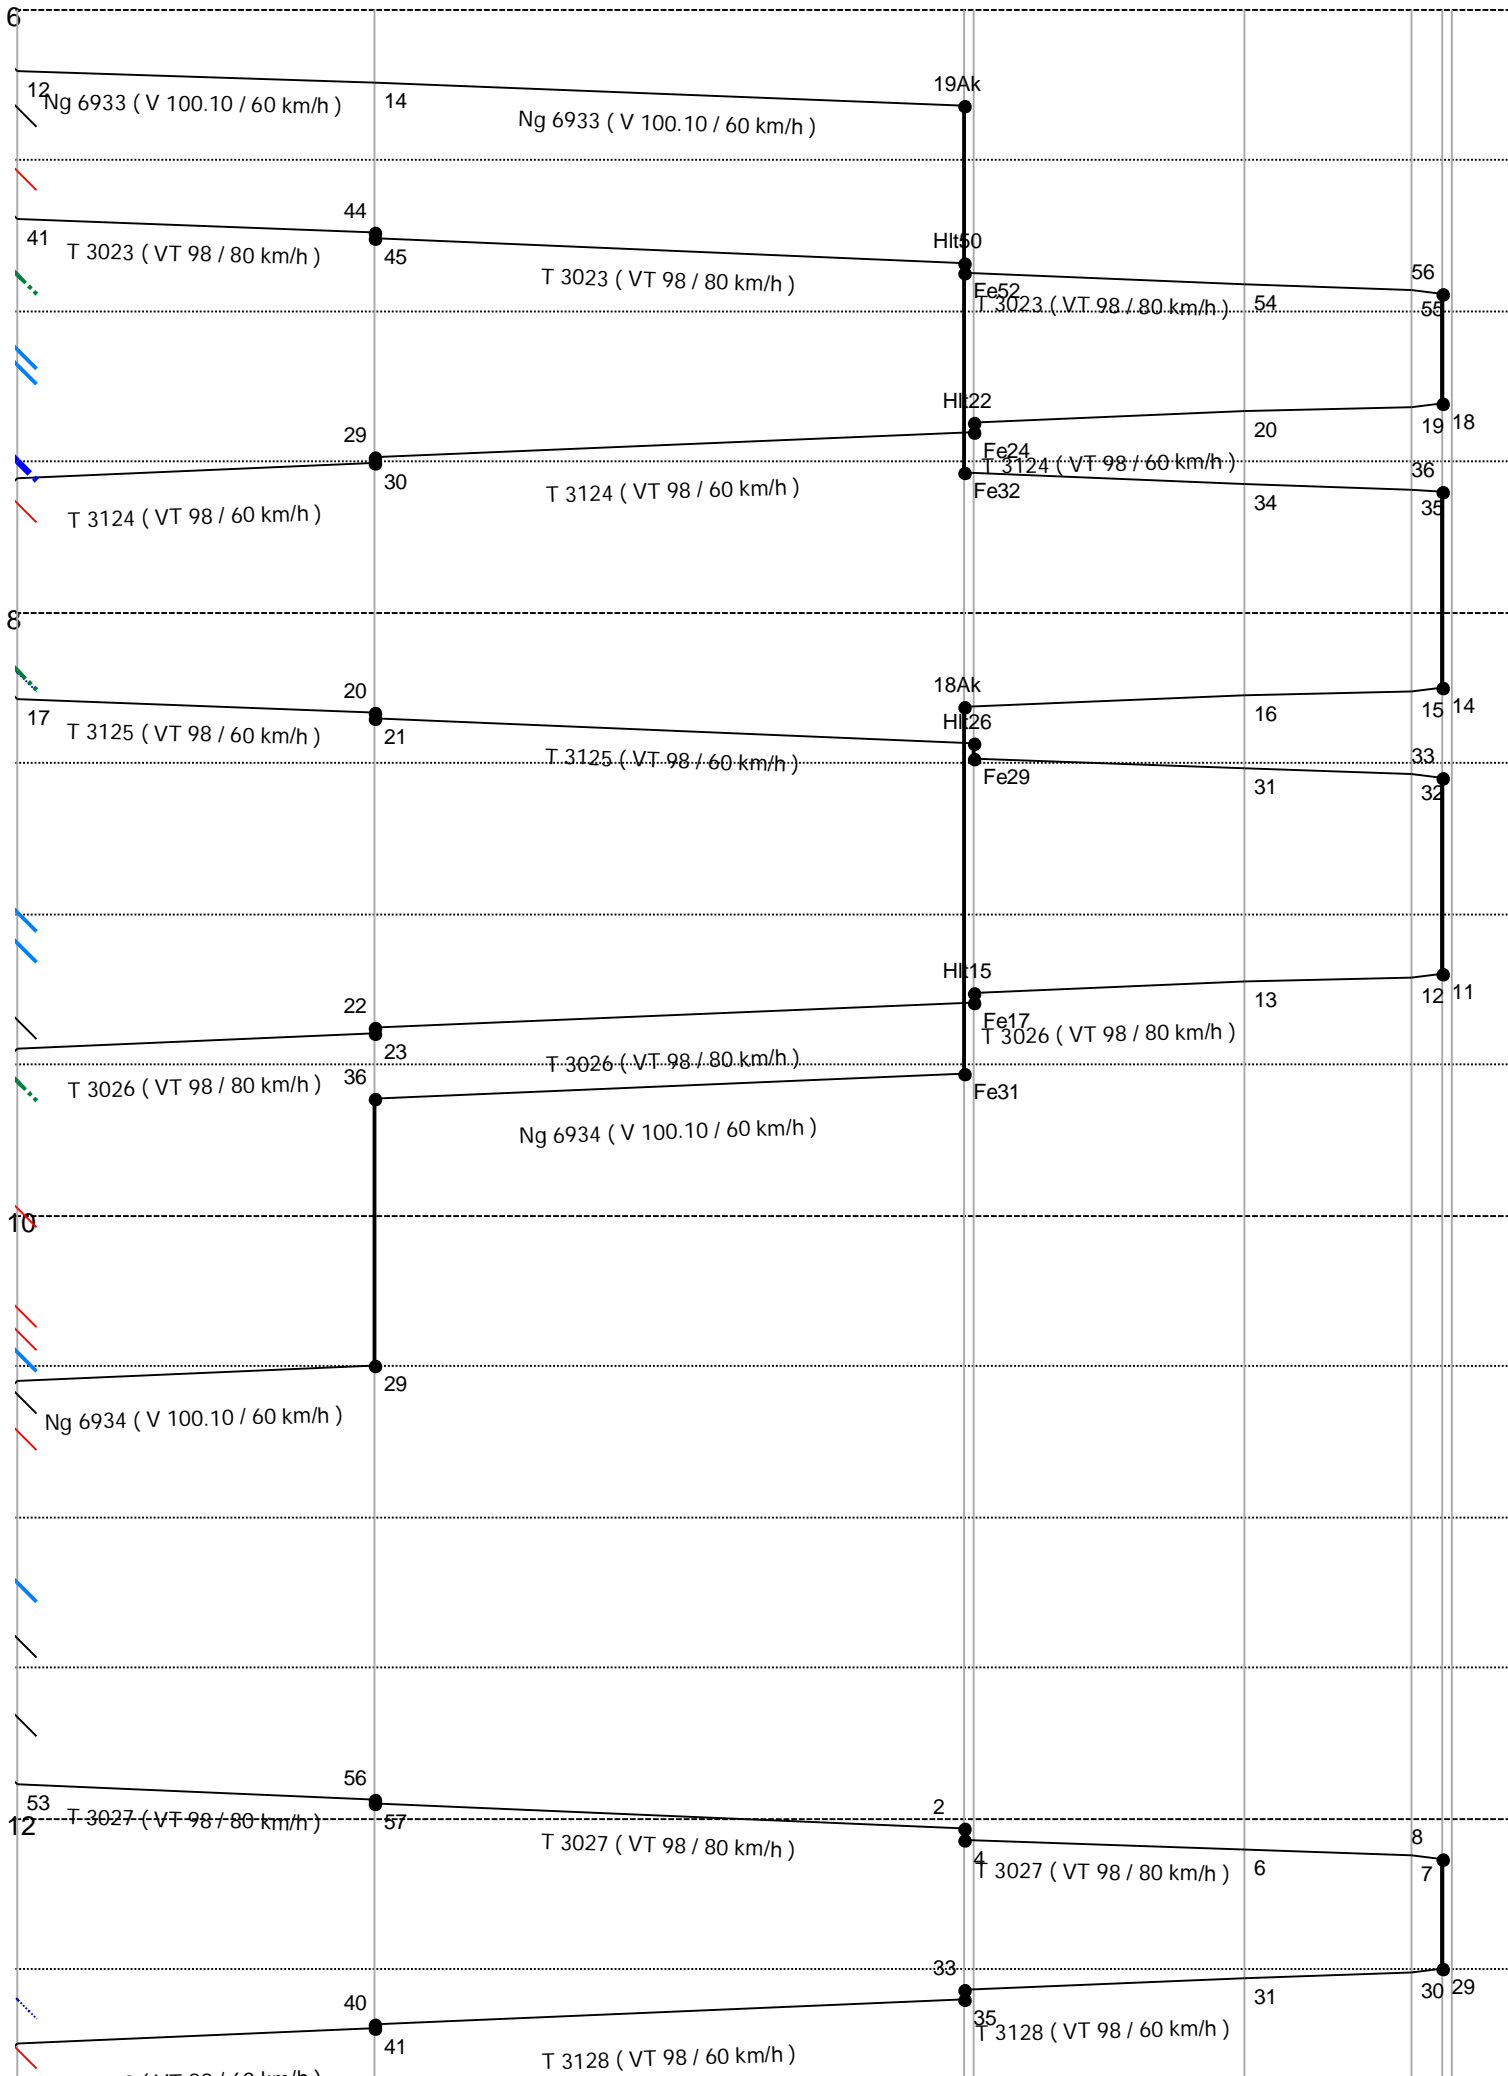 6
19Ak
12
Ng 6933 ( V 100.10 / 60 km/h )
14
Ng 6933 ( V 100.10 / 60 km/h )
44
41
T 3023 ( VT 98 / 80 km/h )
45
Hlt50
T 3023 ( VT 98 / 80 km/h )
56
Fe52
T 3023 ( VT 98 / 80 km/h )
54
55
Hlt22
18
19
20
29
Fe24
T 3124 ( VT 98 / 60 km/h )
36
30
T 3124 ( VT 98 / 60 km/h )
Fe32
34
35
T 3124 ( VT 98 / 60 km/h )
8
20
18Ak
14
15
16
17
T 3125 ( VT 98 / 60 km/h )
21
Hlt26
T 3125 ( VT 98 / 60 km/h )
33
Fe29
31
32
Hlt15
11
12
13
22
Fe17
T 3026 ( VT 98 / 80 km/h )
23
T 3026 ( VT 98 / 80 km/h )
T 3026 ( VT 98 / 80 km/h )
36
Fe31
Ng 6934 ( V 100.10 / 60 km/h )
10
29
Ng 6934 ( V 100.10 / 60 km/h )
56
53
T 3027 ( VT 98 / 80 km/h )
57
2
12
T 3027 ( VT 98 / 80 km/h )
8
4
T 3027 ( VT 98 / 80 km/h )
6
7
33
29
30
31
40
35
T 3128 ( VT 98 / 60 km/h )
41
T 3128 ( VT 98 / 60 km/h )